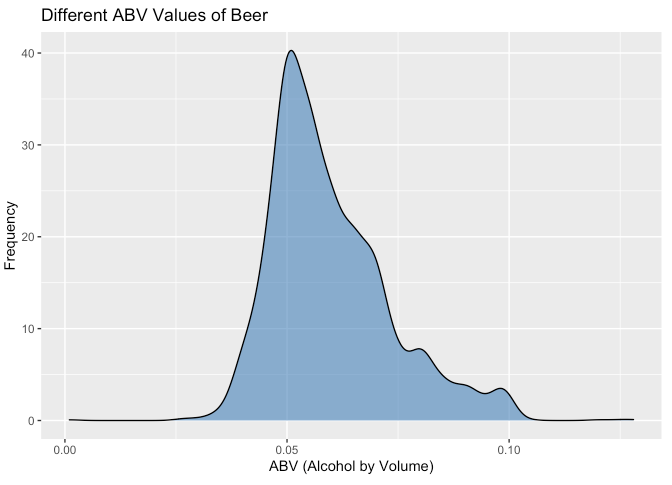 Different ABV Values of Beer
40
30
20
10
0
Frequency
0.00 0.05 0.10
ABV (Alcohol by Volume)